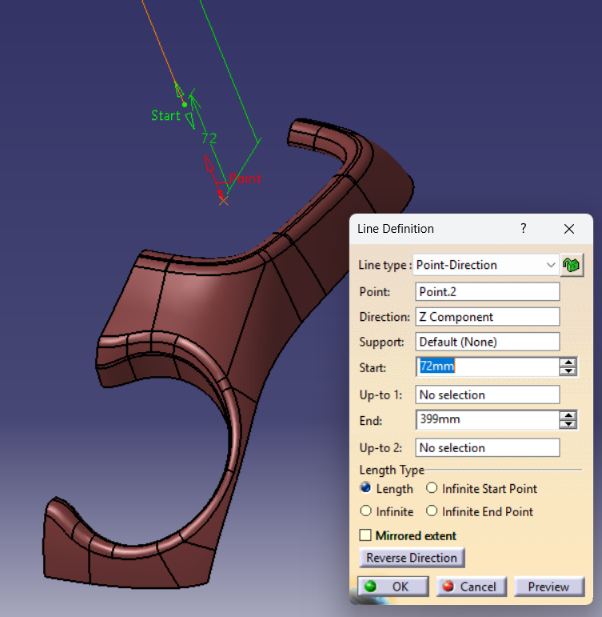 Start
72
Point
Line Definition
?
Line type : Point-Direction
Point: Point.2
Direction: Z Component
Support: Default (None)
Start: 72mm
Up-to 1: No selection
End: 399mm
Up-to 2: No selection
Length Type
Length Infinite Start Point
Infinite Infinite End Point
Mirrored extent
Reverse Direction
OK Cancel Preview